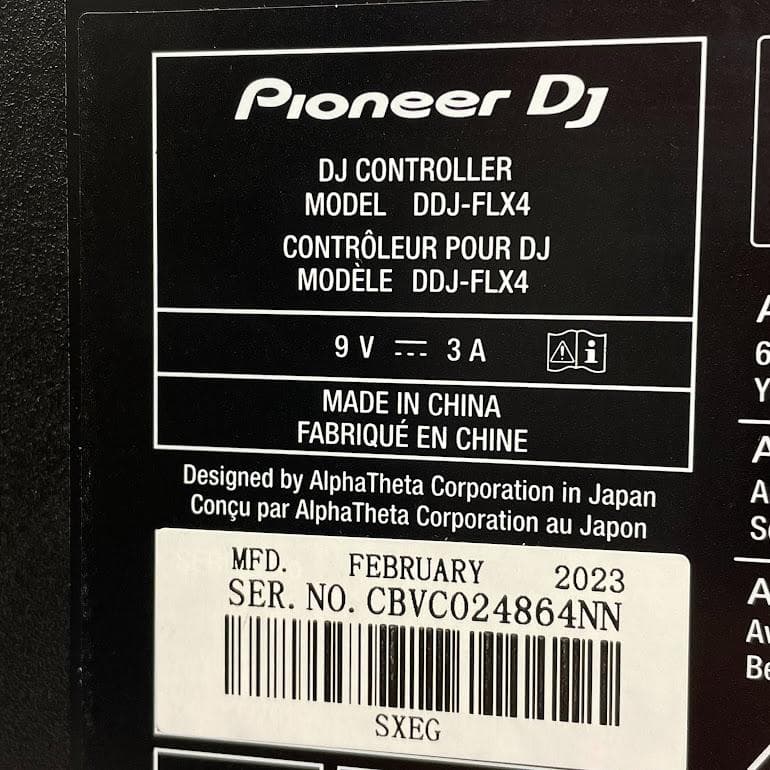 Pioneer DJ
DJ CONTROLLER
MODEL DDJ-FLX4
CONTRÔLEUR POUR DJ
MODÈLE DDJ-FLX4
9 V ⎓ 3 A
MADE IN CHINA
FABRIQUÉ EN CHINE
Designed by AlphaTheta Corporation in Japan
Conçu par AlphaTheta Corporation au Japon
MFD. FEBRUARY 2023
SER. NO. CBVC024864NN
SXEG